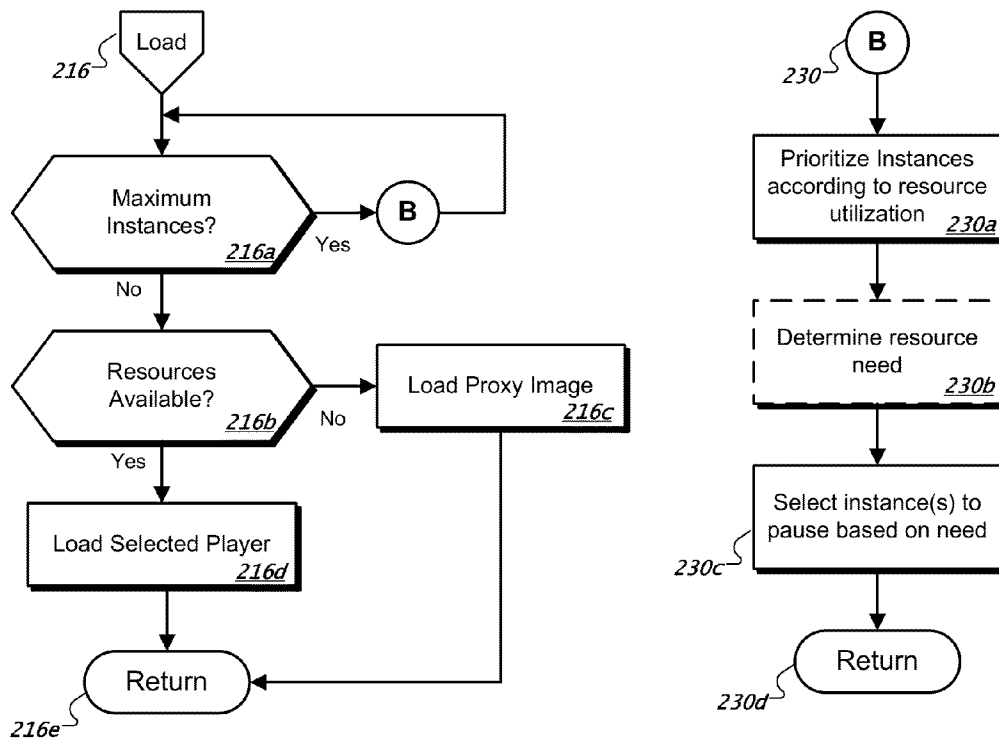 Load
216
Maximum
Instances?
216a
Yes
B
No
Resources
Available?
216b
No
Load Proxy Image
216c
Yes
Load Selected Player
216d
Return
216e
B
230
Prioritize Instances
according to resource
utilization
230a
Determine resource
need
230b
Select instance(s) to
pause based on need
230c
Return
230d